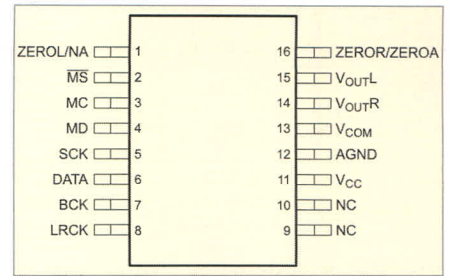 ZEROL/NA 1 16 ZEROR/ZEROA
M̅S̅ 2 15 VOUTL
MC 3 14 VOUTR
MD 4 13 VCOM
SCK 5 12 AGND
DATA 6 11 VCC
BCK 7 10 NC
LRCK 8 9 NC